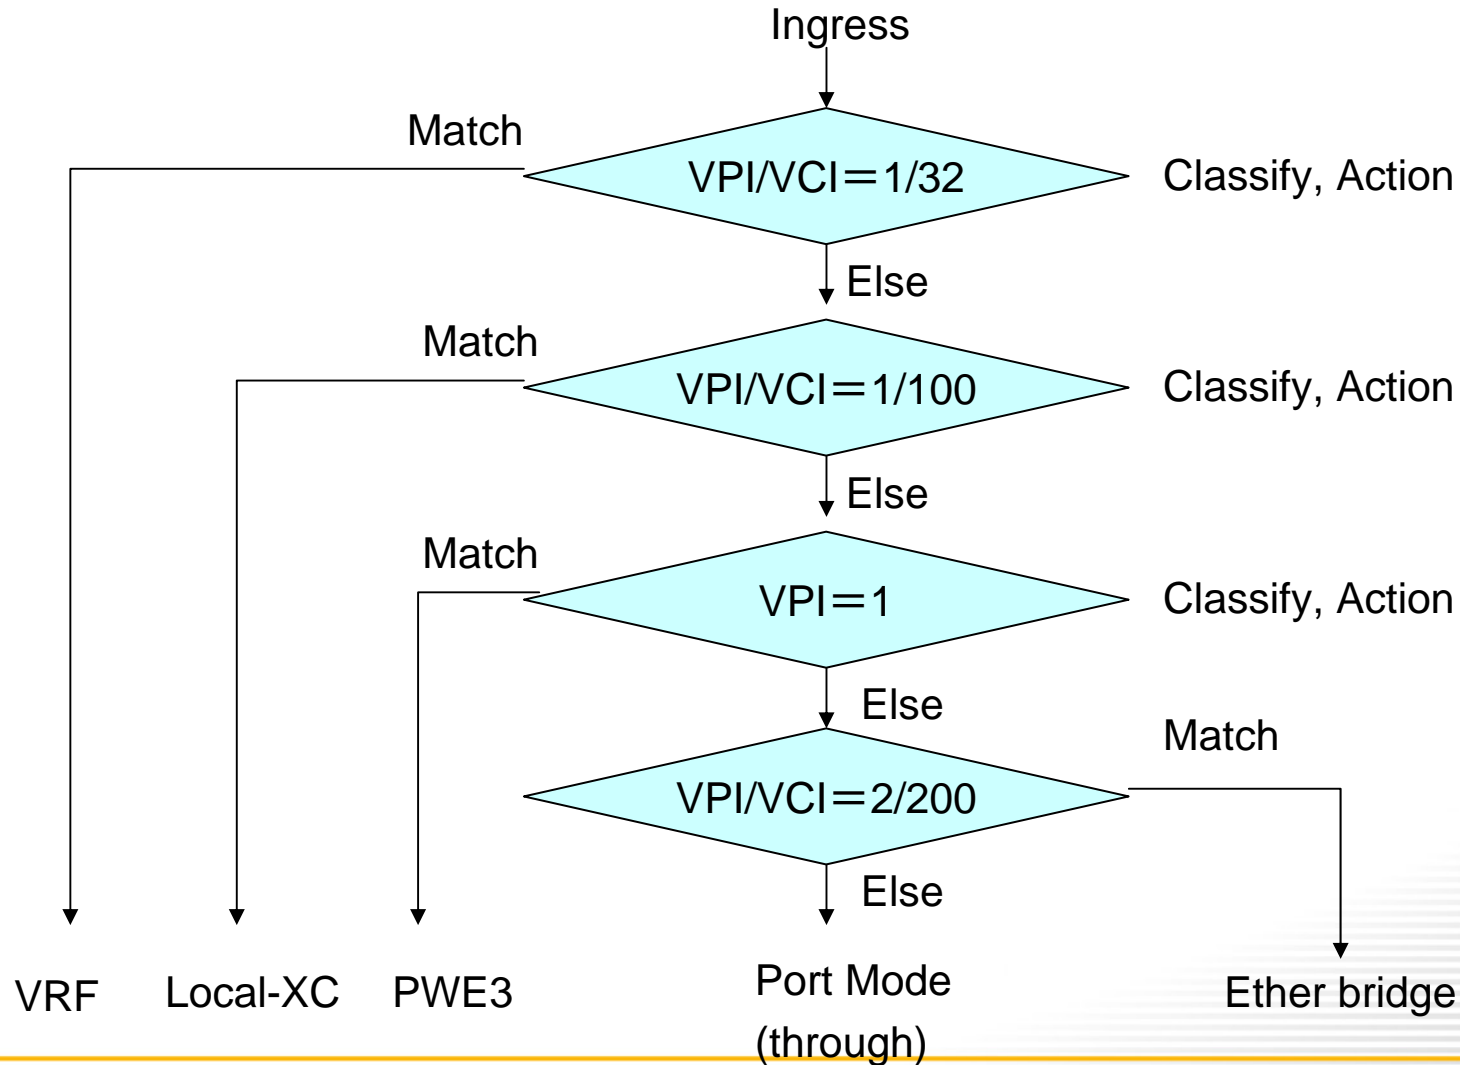 Ingress
Match
VPI/VCI＝1/32
Classify, Action
Else
Match
VPI/VCI＝1/100
Classify, Action
Else
Match
VPI＝1
Classify, Action
Else
Match
VPI/VCI＝2/200
Else
VRF
Local-XC
PWE3
Port Mode
(through)
Ether bridge